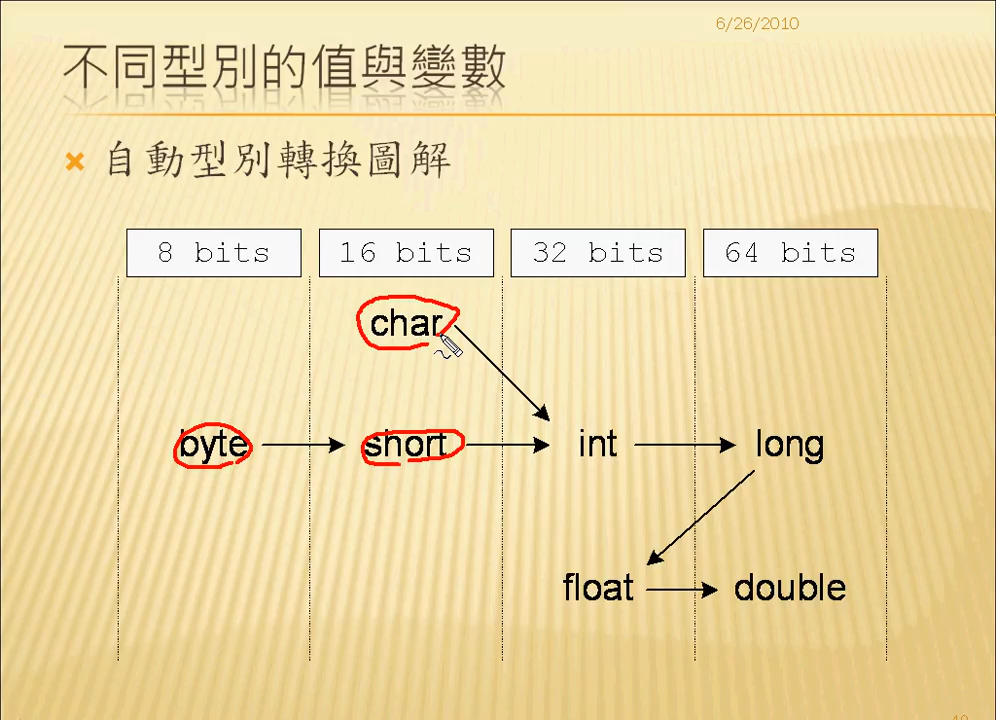 6/26/2010
不同型別的值與變數
自動型別轉換圖解
8 bits 16 bits 32 bits 64 bits
char
byte short int long
float double